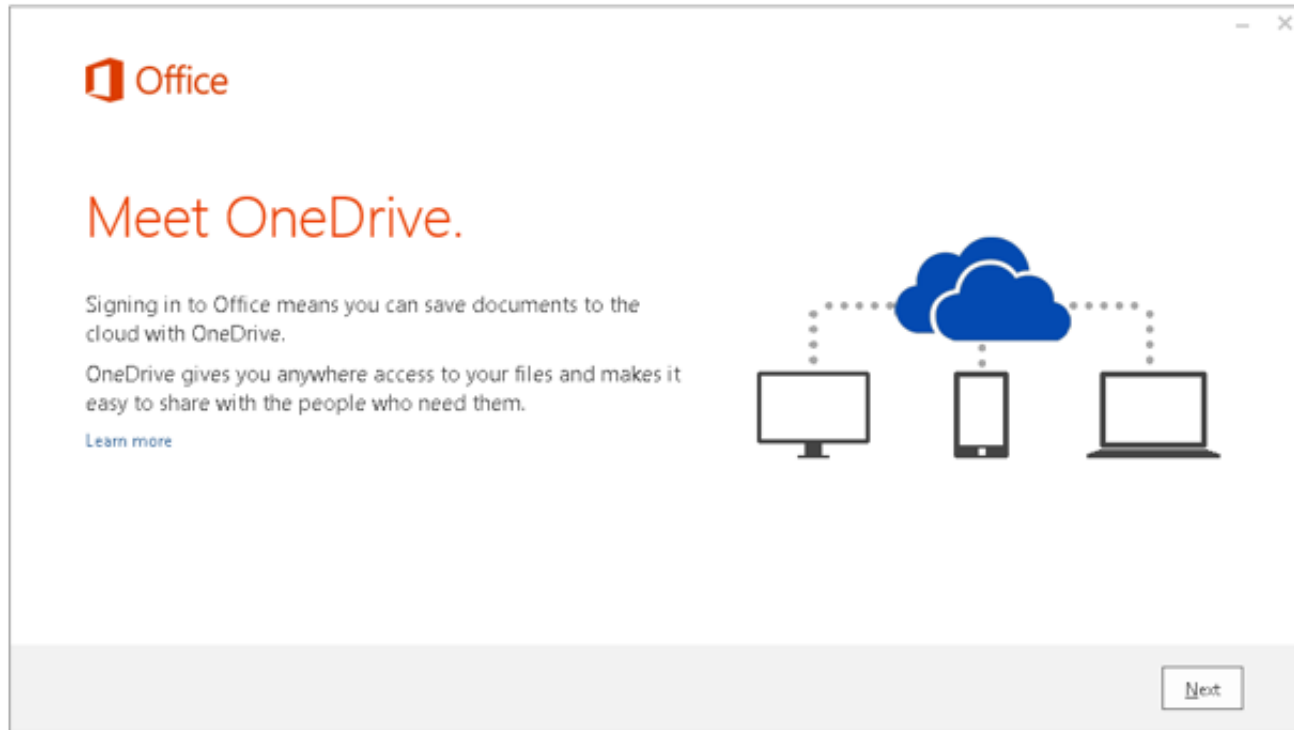 Office
Meet OneDrive.
Signing in to Office means you can save documents to the
cloud with OneDrive.
OneDrive gives you anywhere access to your files and makes it
easy to share with the people who need them.
Learn more
Next